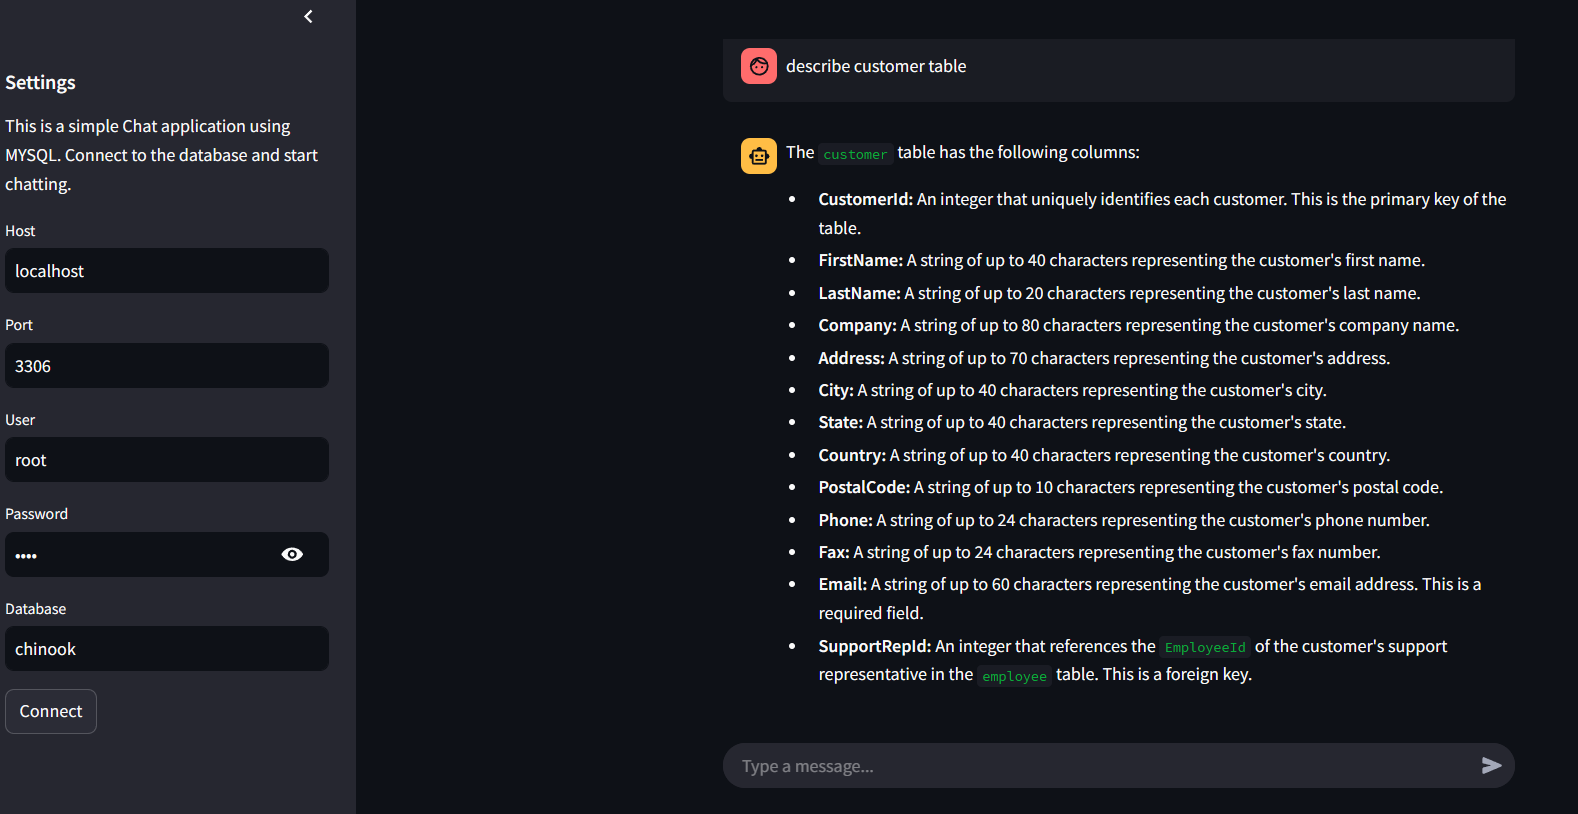 Settings
This is a simple Chat application using
MYSQL. Connect to the database and start
chatting.
Host
localhost
Port
3306
User
root
Password
••••
Database
chinook
Connect
describe customer table
The customer table has the following columns:
• CustomerId: An integer that uniquely identifies each customer. This is the primary key of the
table.
• FirstName: A string of up to 40 characters representing the customer's first name.
• LastName: A string of up to 20 characters representing the customer's last name.
• Company: A string of up to 80 characters representing the customer's company name.
• Address: A string of up to 70 characters representing the customer's address.
• City: A string of up to 40 characters representing the customer's city.
• State: A string of up to 40 characters representing the customer's state.
• Country: A string of up to 40 characters representing the customer's country.
• PostalCode: A string of up to 10 characters representing the customer's postal code.
• Phone: A string of up to 24 characters representing the customer's phone number.
• Fax: A string of up to 24 characters representing the customer's fax number.
• Email: A string of up to 60 characters representing the customer's email address. This is a
required field.
• SupportRepId: An integer that references the EmployeeId of the customer's support
representative in the employee table. This is a foreign key.
Type a message...